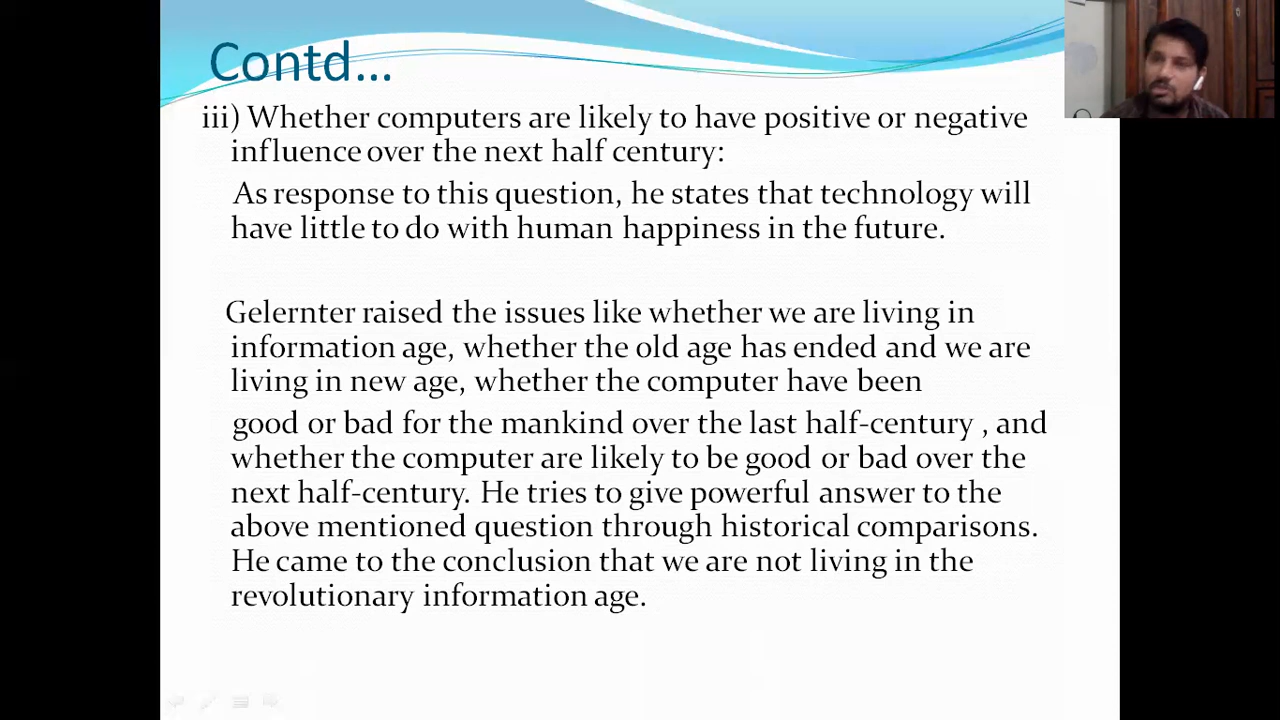 Contd...
iii) Whether computers are likely to have positive or negative
influence over the next half century:
As response to this question, he states that technology will
have little to do with human happiness in the future.
Gelernter raised the issues like whether we are living in
information age, whether the old age has ended and we are
living in new age, whether the computer have been
good or bad for the mankind over the last half-century , and
whether the computer are likely to be good or bad over the
next half-century. He tries to give powerful answer to the
above mentioned question through historical comparisons.
He came to the conclusion that we are not living in the
revolutionary information age.